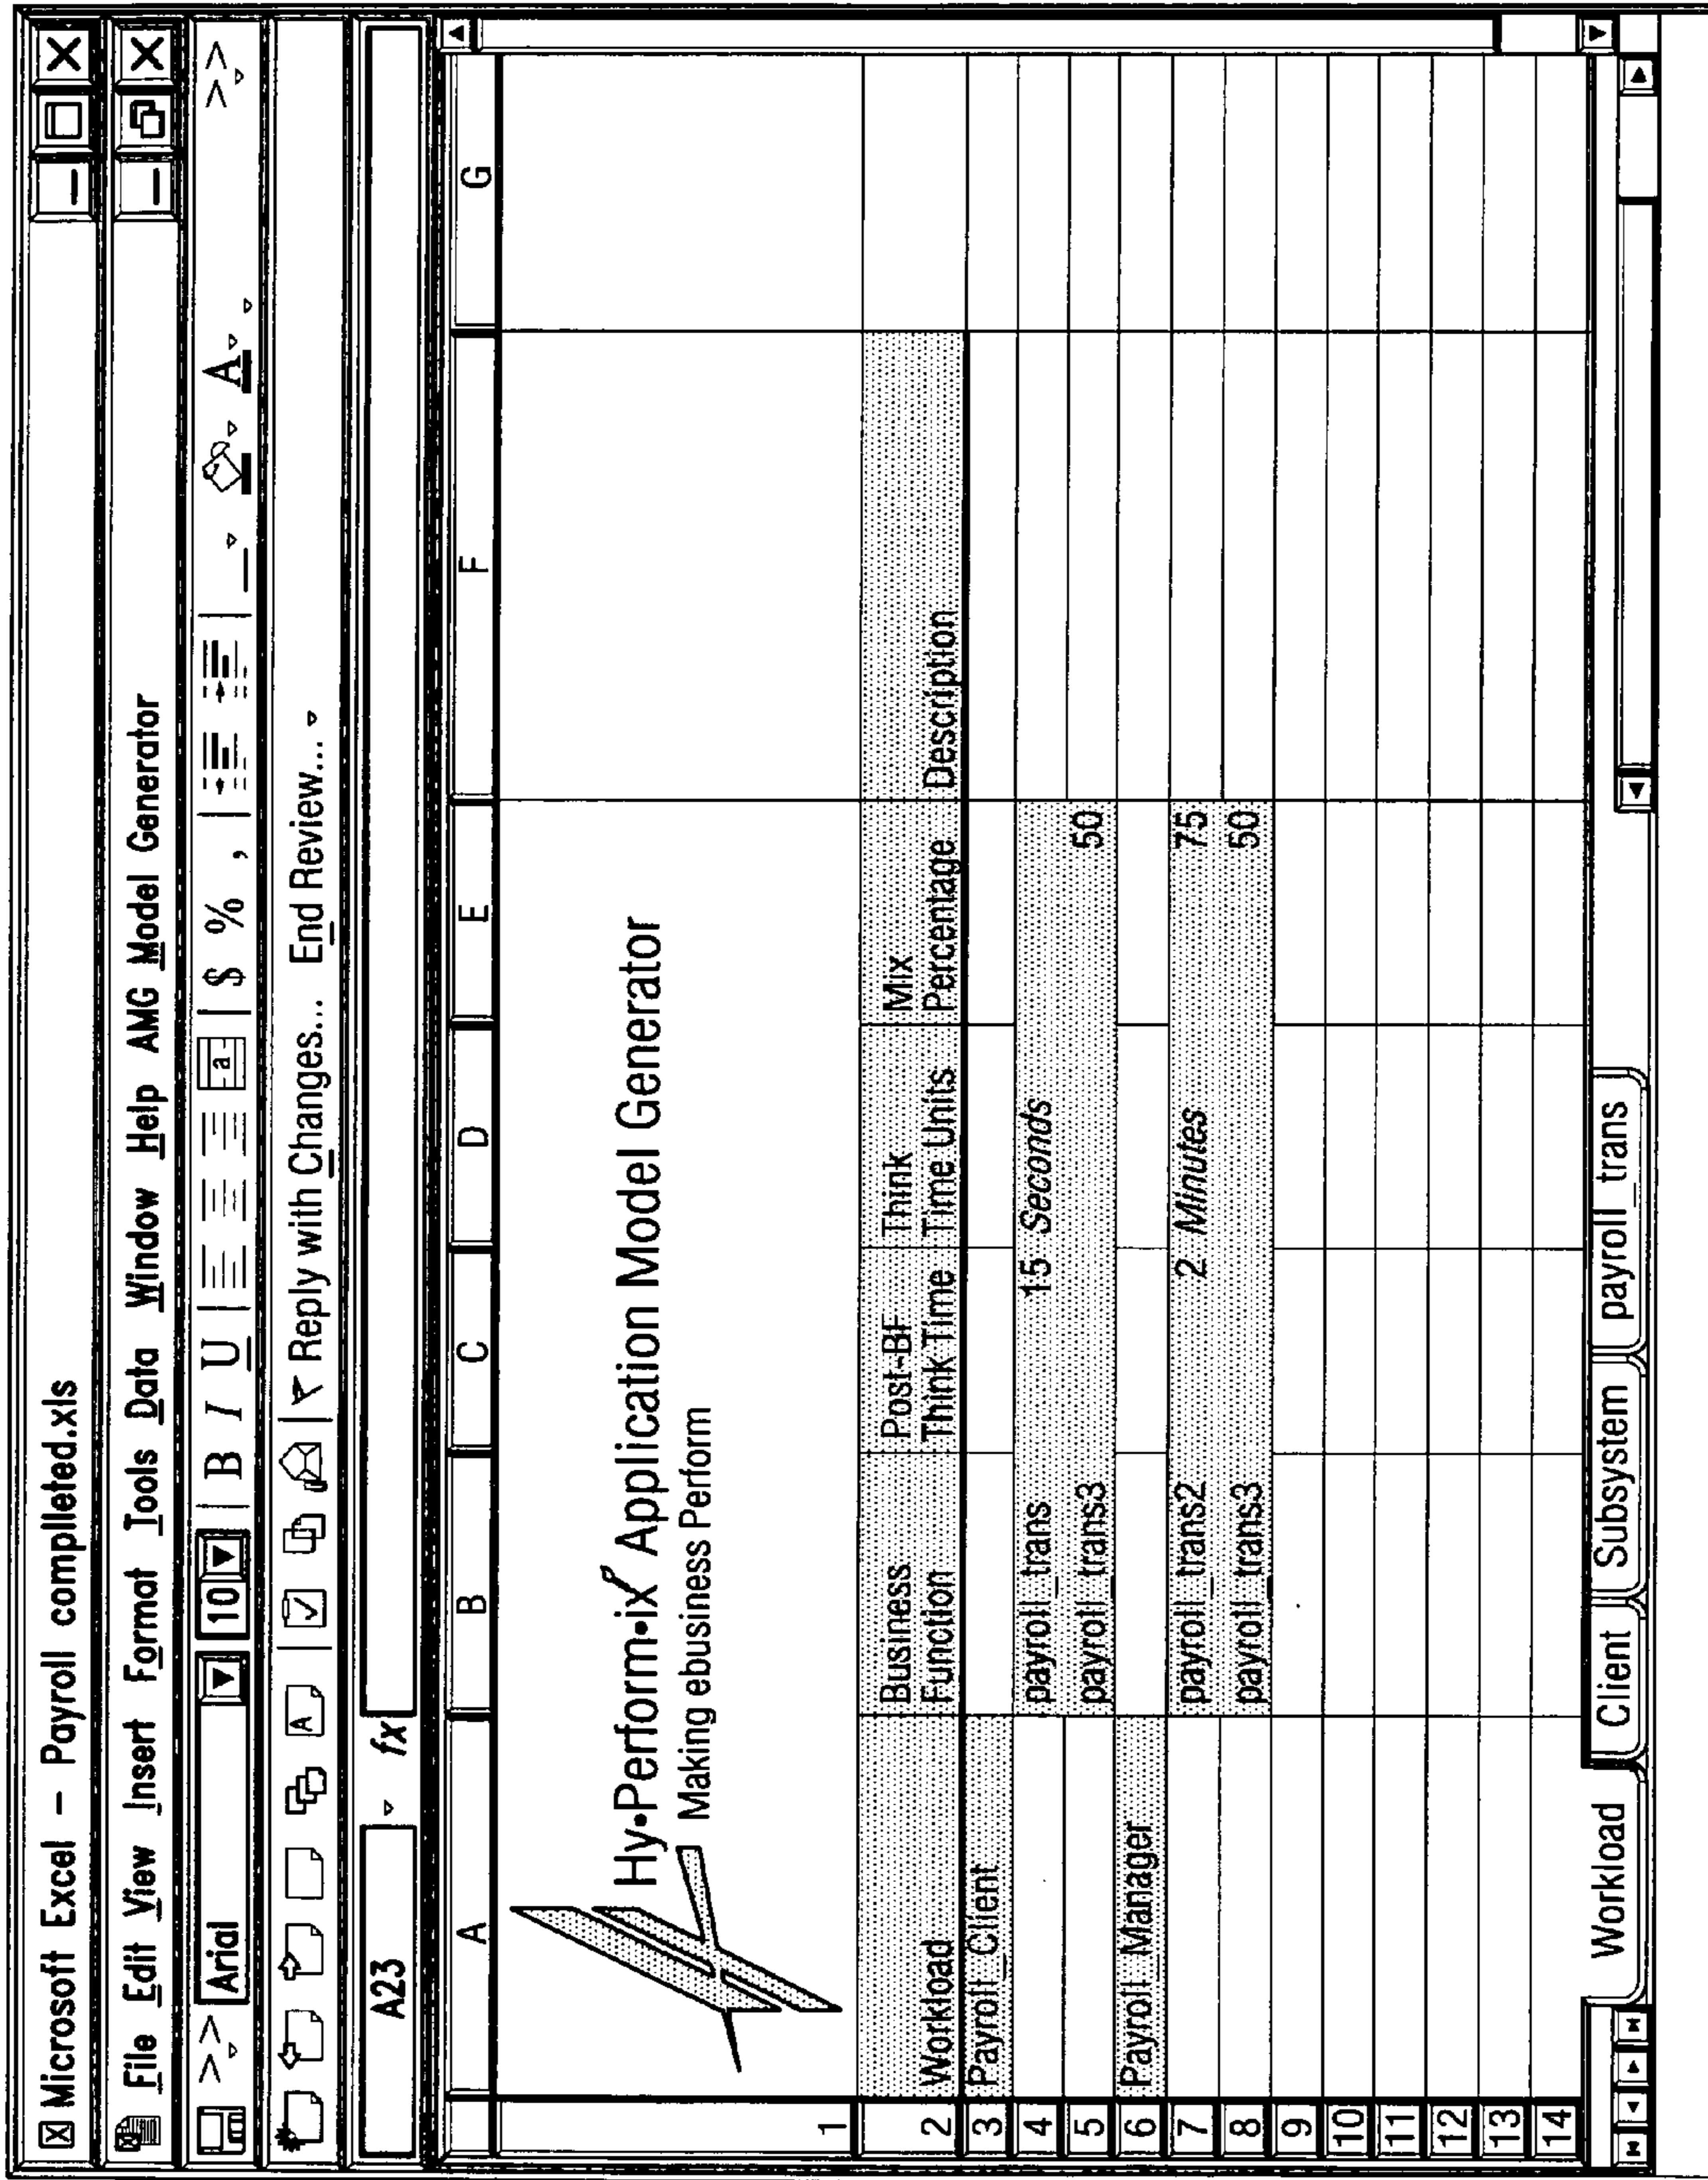 Microsoft Excel – Payroll complleted.xls
File Edit View Insert Format Tools Data Window Help AMG Model Generator
>> Arial 10 B I U a $ % , A >>
A Reply with Changes... End Review...
A23 fx
A B C D E F G
1 Hy•Perform•ix Application Model Generator
Making ebusiness Perform
Business Post-BF Think Mix
2 Workload Function Think Time Time Units Percentage Description
3 Payroll_Client
4 payroll_trans 15 Seconds
5 payroll_trans3 50
6 Payroll_Manager
7 payroll_trans2 2 Minutes 75
8 payroll_trans3 50
9
10
11
12
13
14
Workload Client Subsystem payroll_trans